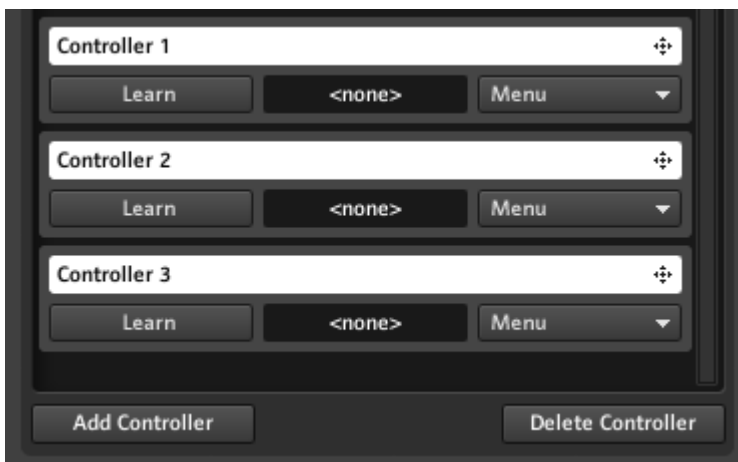 Controller 1
Learn <none> Menu
Controller 2
Learn <none> Menu
Controller 3
Learn <none> Menu
Add Controller Delete Controller